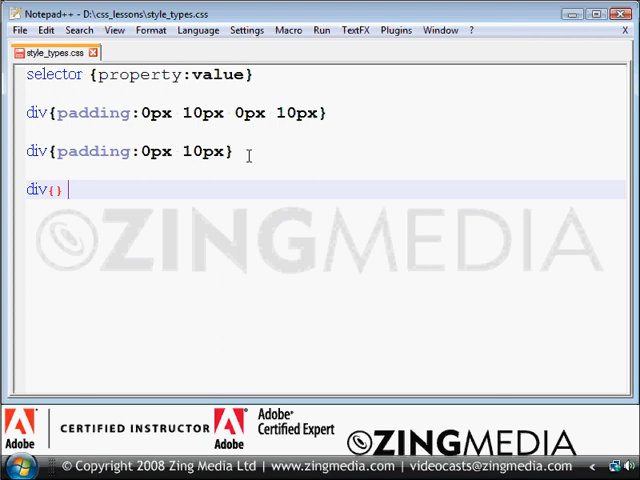 Notepad++ - D:\css_lessons\style_types.css
File Edit Search View Format Language Settings Macro Run TextFX Plugins Window ? X
style_types.css
selector {property:value}
div{padding:0px 10px 0px 10px}
div{padding:0px 10px}
div{}
ZINGMEDIA
Adobe
CERTIFIED INSTRUCTOR
Adobe
Adobe®
Certified Expert
ZINGMEDIA
© Copyright 2008 Zing Media Ltd | www.zingmedia.com | videocasts@zingmedia.com